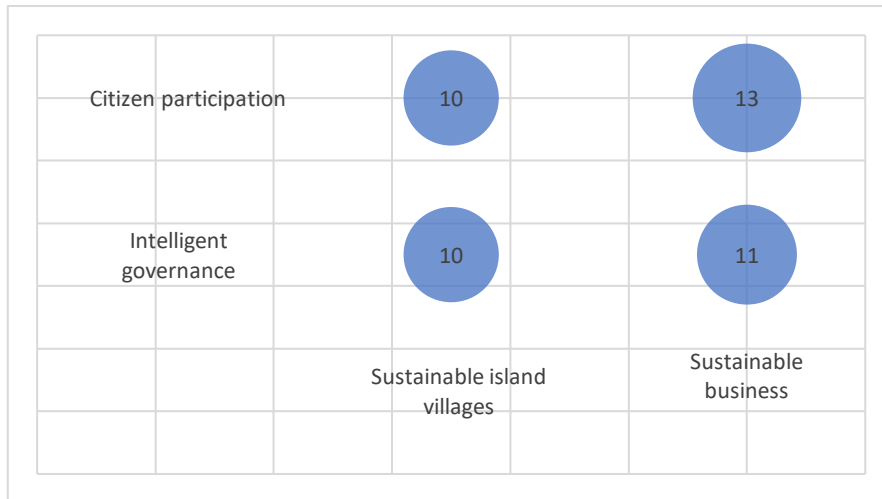 Citizen participation
10
13
Intelligent
governance
10
11
Sustainable island
villages
Sustainable
business